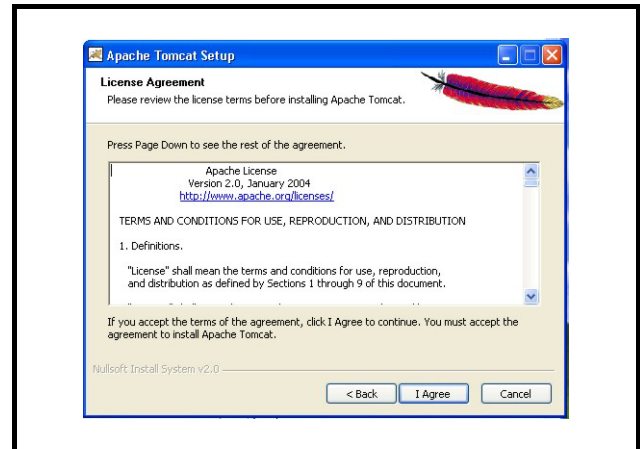 Apache Tomcat Setup
License Agreement
Please review the license terms before installing Apache Tomcat.
Press Page Down to see the rest of the agreement.
Apache License
Version 2.0, January 2004
http://www.apache.org/licenses/
TERMS AND CONDITIONS FOR USE, REPRODUCTION, AND DISTRIBUTION
1. Definitions.
"License" shall mean the terms and conditions for use, reproduction,
and distribution as defined by Sections 1 through 9 of this document.
If you accept the terms of the agreement, click I Agree to continue. You must accept the
agreement to install Apache Tomcat.
Nullsoft Install System v2.0
< Back I Agree Cancel